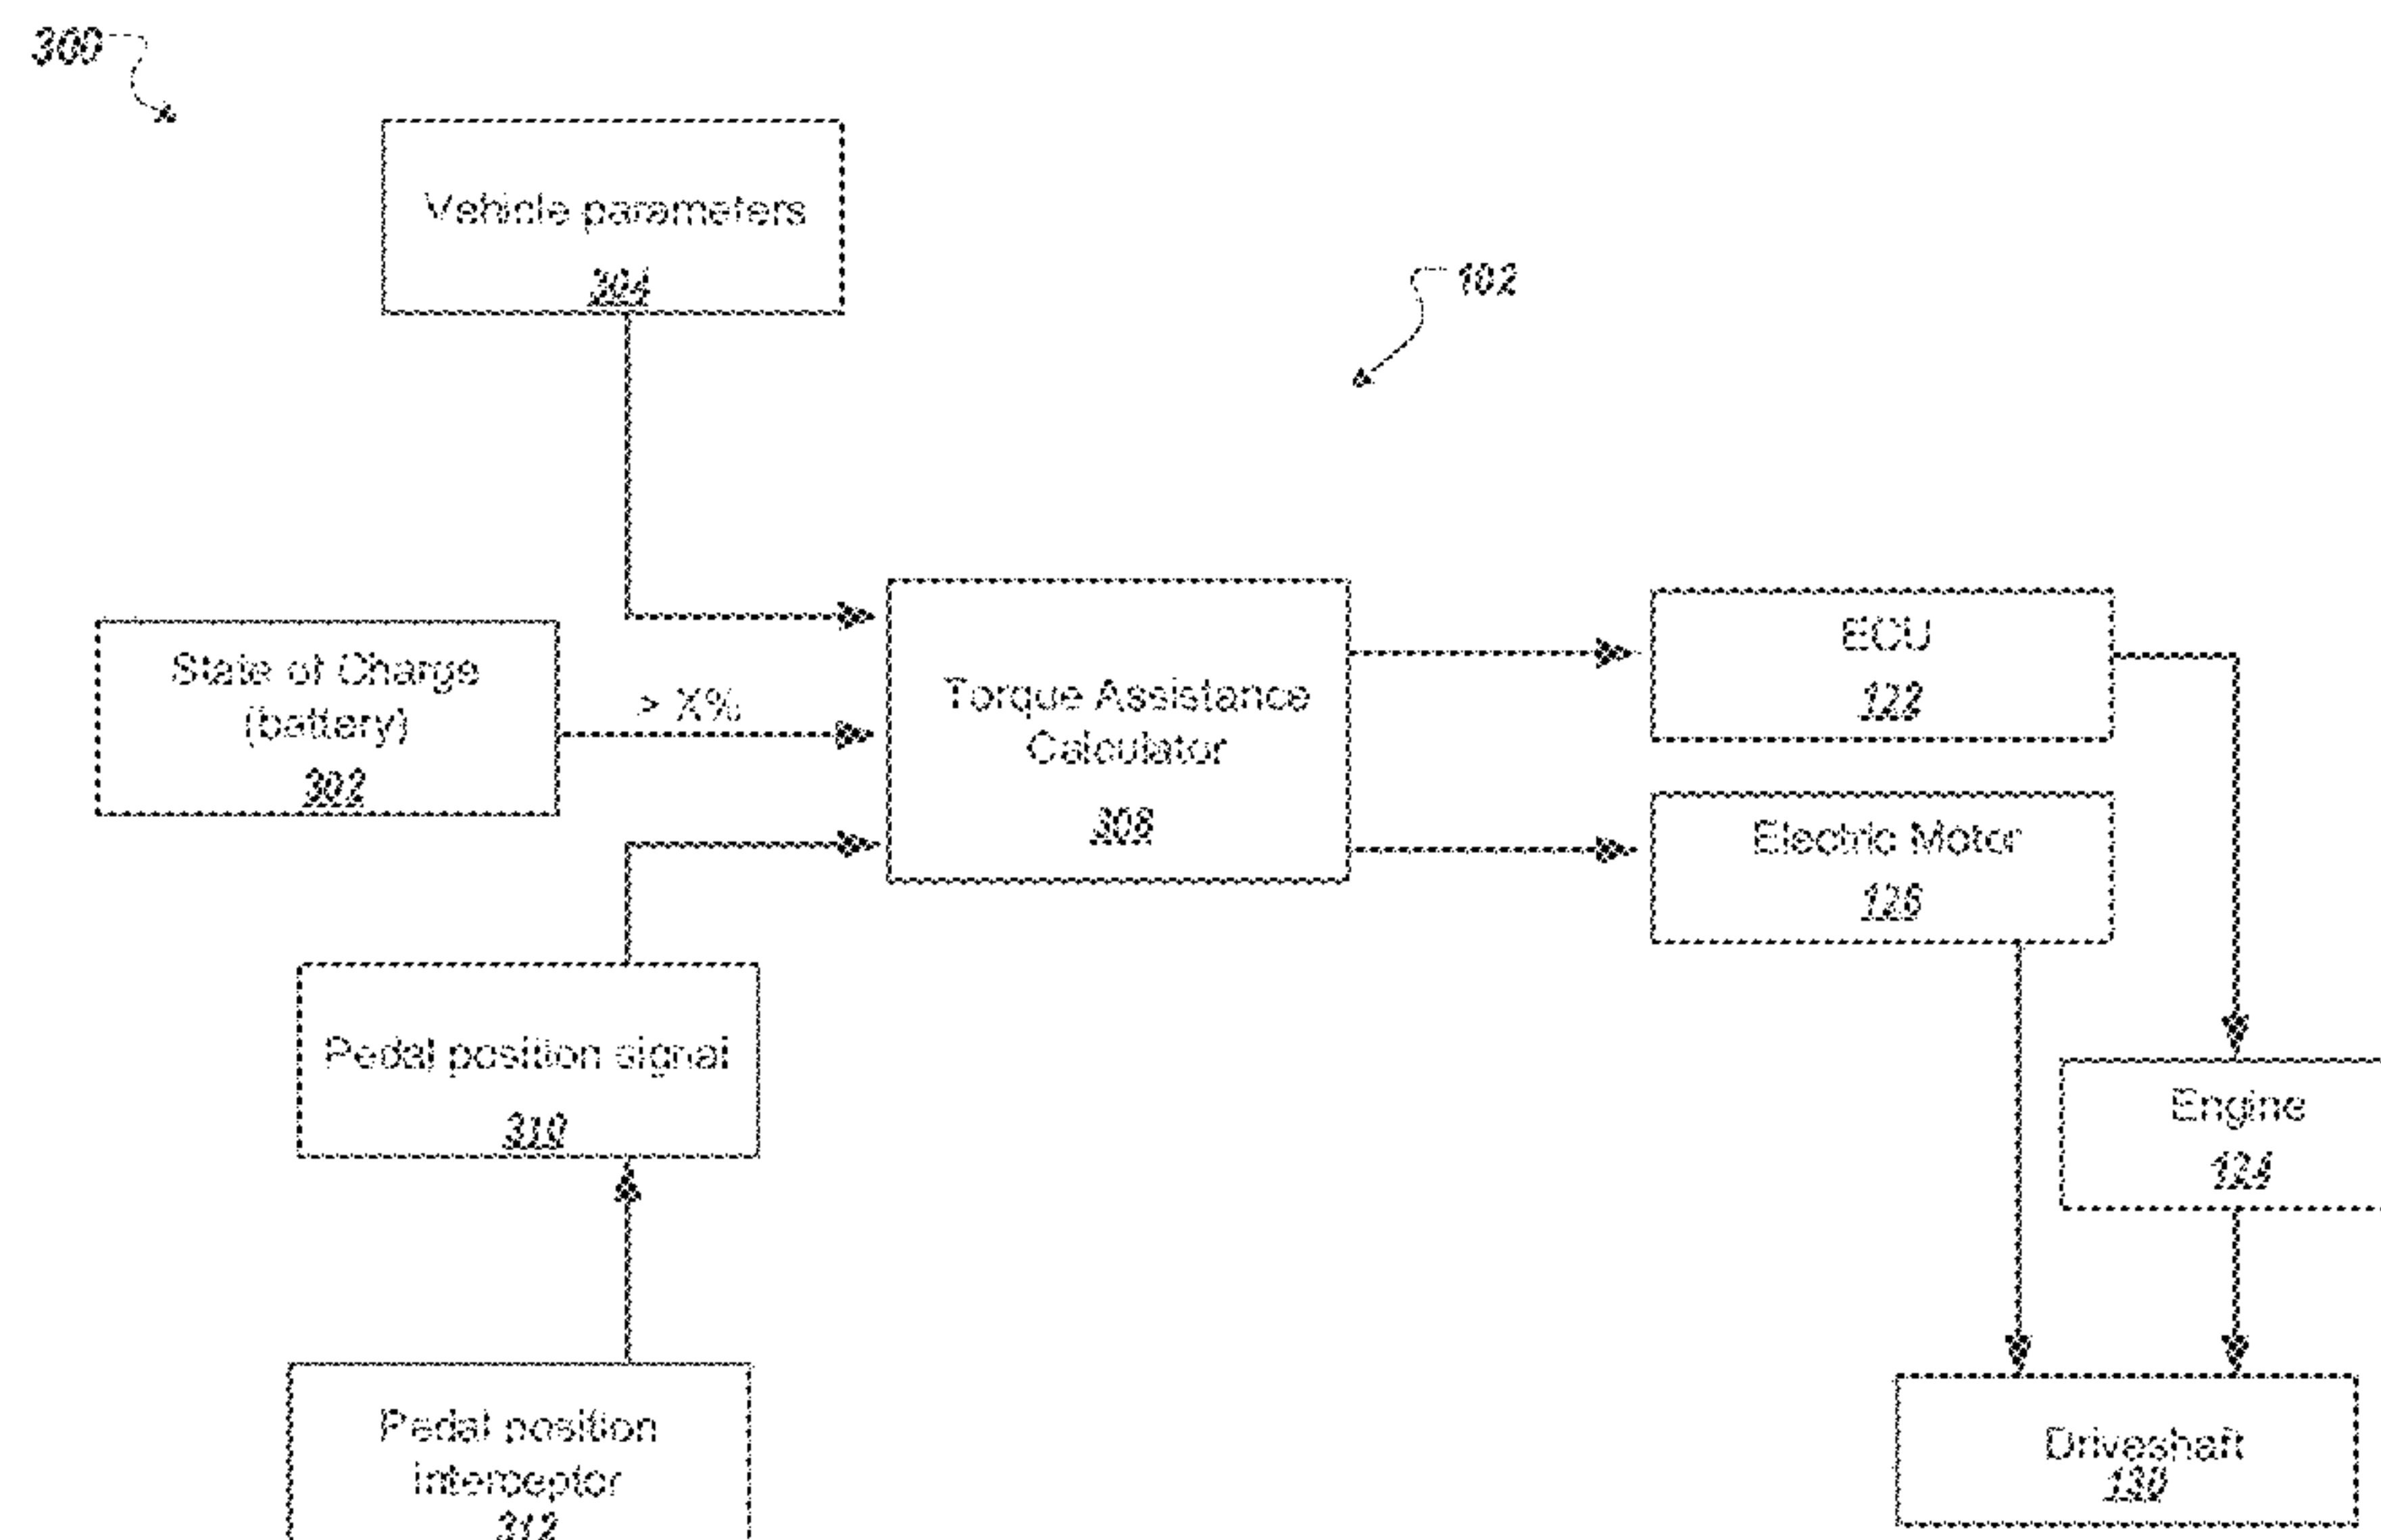 300
Vehicle parameters
304
102
State of Charge
(battery)
302
> X%
Torque Assistance
Calculator
308
ECU
122
Electric Motor
126
Pedal position signal
310
Engine
124
Pedal position
interceptor
312
Driveshaft
130